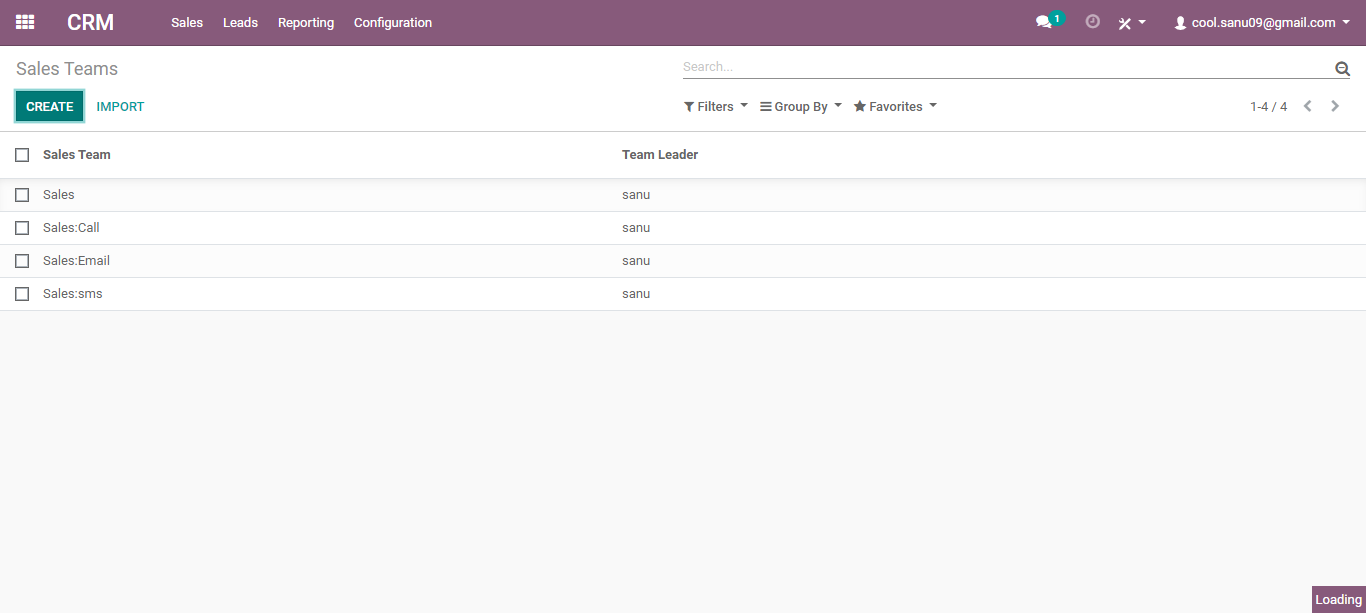 CRM Sales Leads Reporting Configuration 1 cool.sanu09@gmail.com
Sales Teams Search...
CREATE IMPORT Filters Group By Favorites 1-4 / 4
Sales Team Team Leader
Sales sanu
Sales:Call sanu
Sales:Email sanu
Sales:sms sanu
Loading